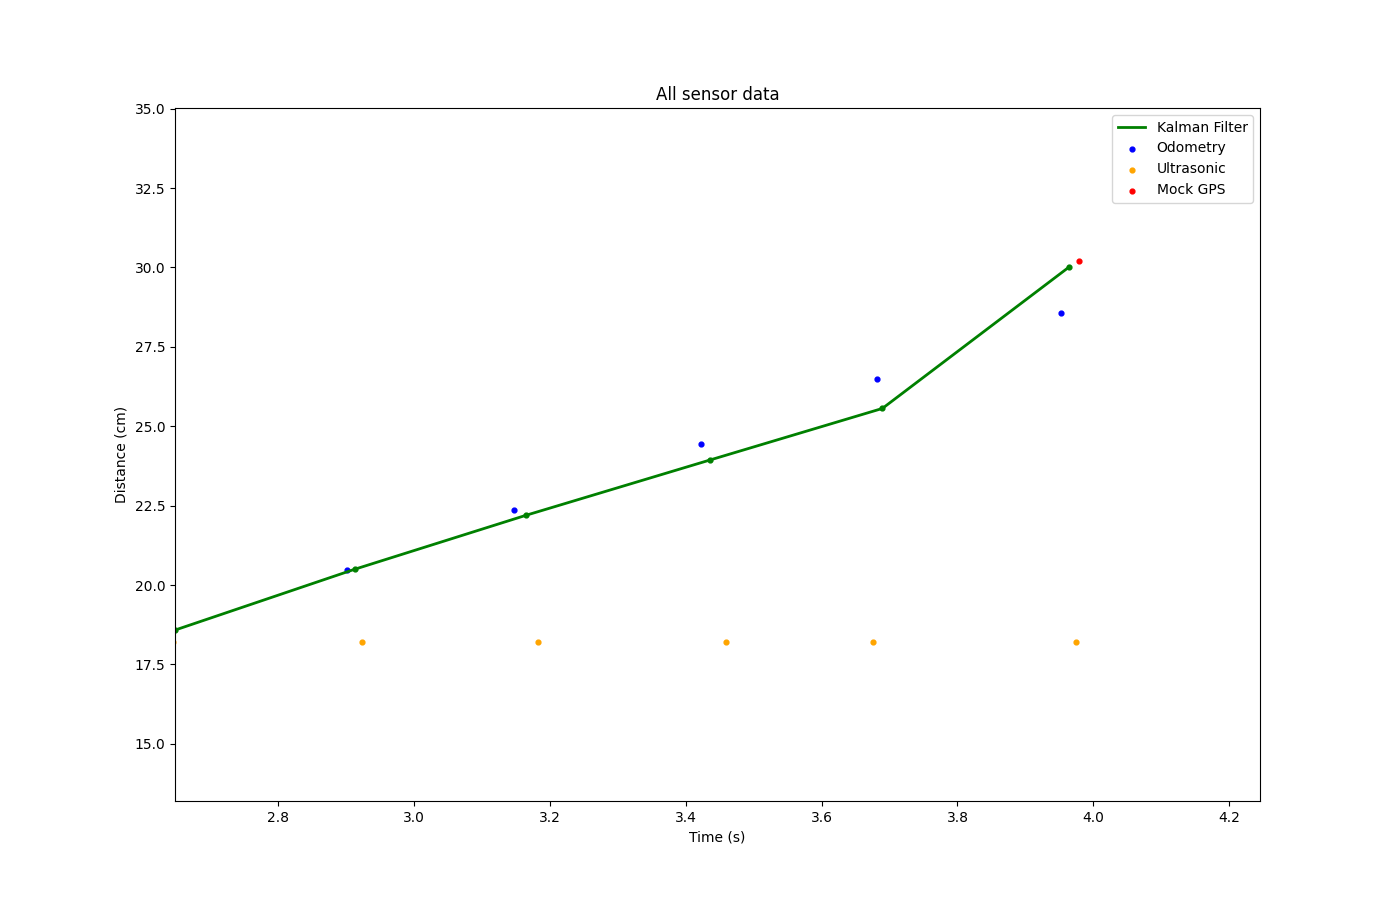 All sensor data
35.0
32.5
30.0
27.5
25.0
22.5
20.0
17.5
15.0
Distance (cm)
Kalman Filter
Odometry
Ultrasonic
Mock GPS
2.8 3.0 3.2 3.4 3.6 3.8 4.0 4.2
Time (s)